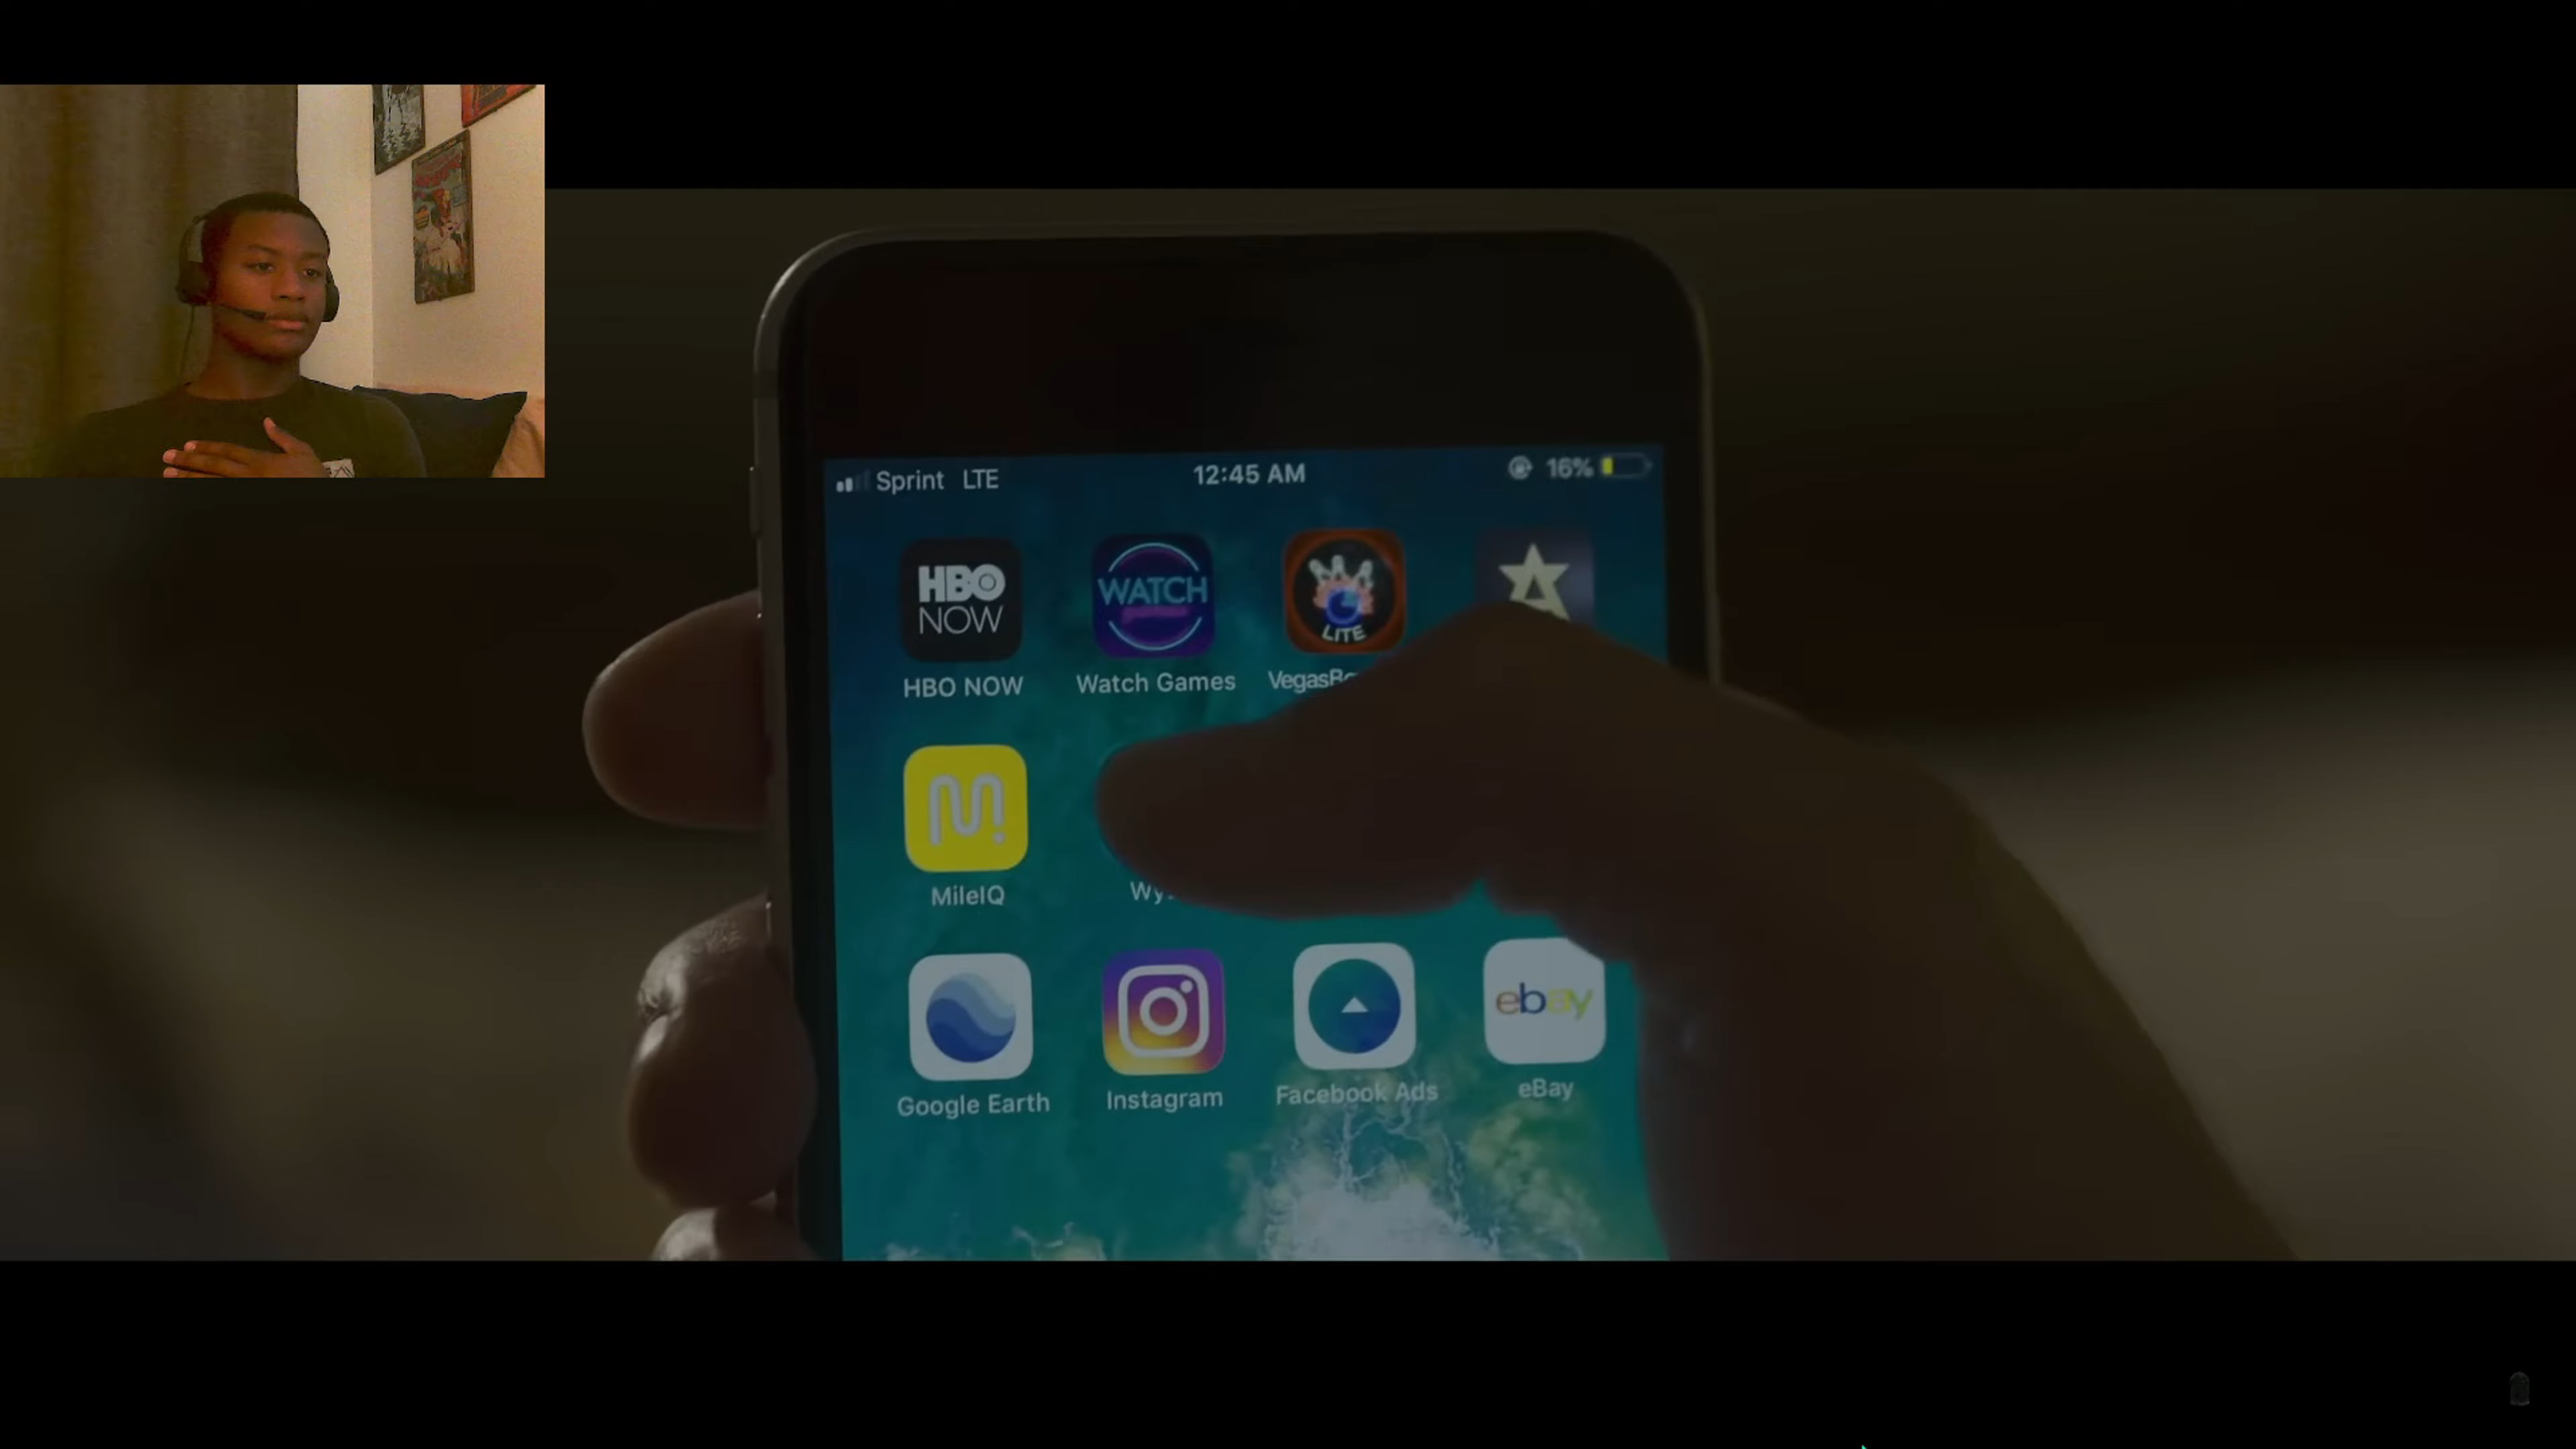 Sprint LTE 12:45 AM 16%
HBO NOW WATCH LITE
HBO NOW Watch Games
MileIQ
ebay
Google Earth Instagram Facebook Ads eBay